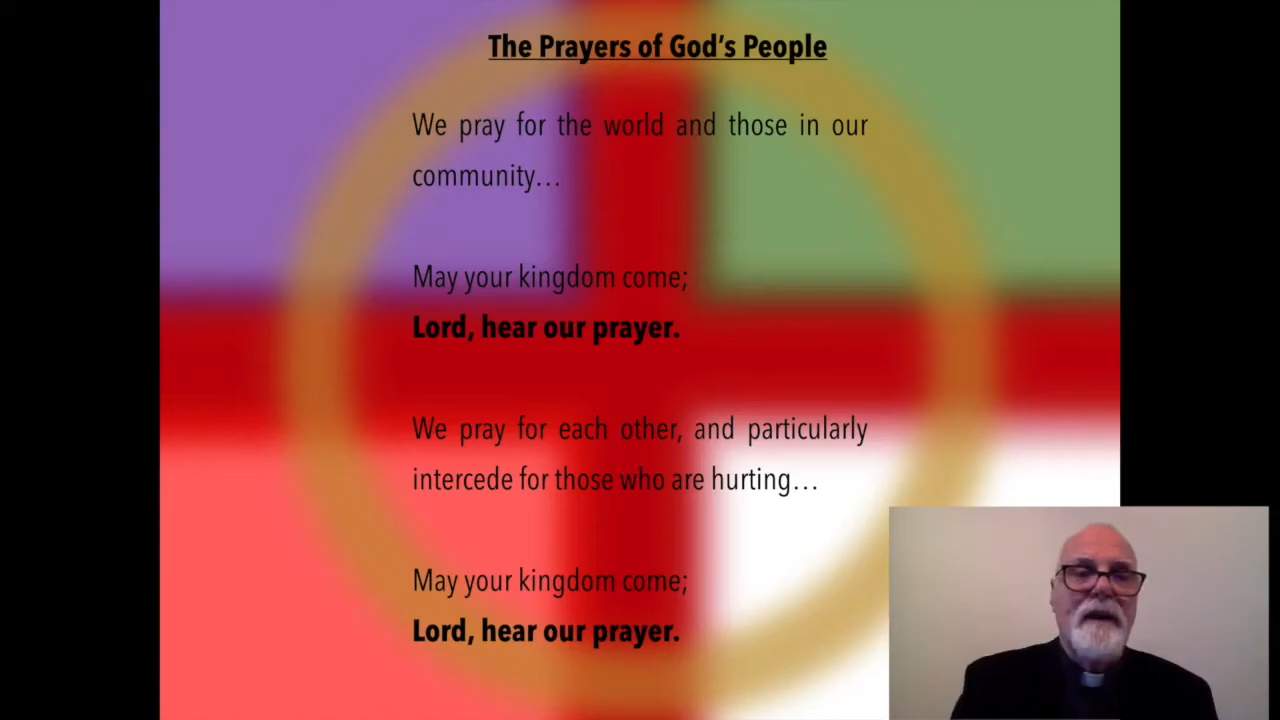 The Prayers of God’s People
We pray for the world and those in our
community…
May your kingdom come;
Lord, hear our prayer.
We pray for each other, and particularly
intercede for those who are hurting…
May your kingdom come;
Lord, hear our prayer.